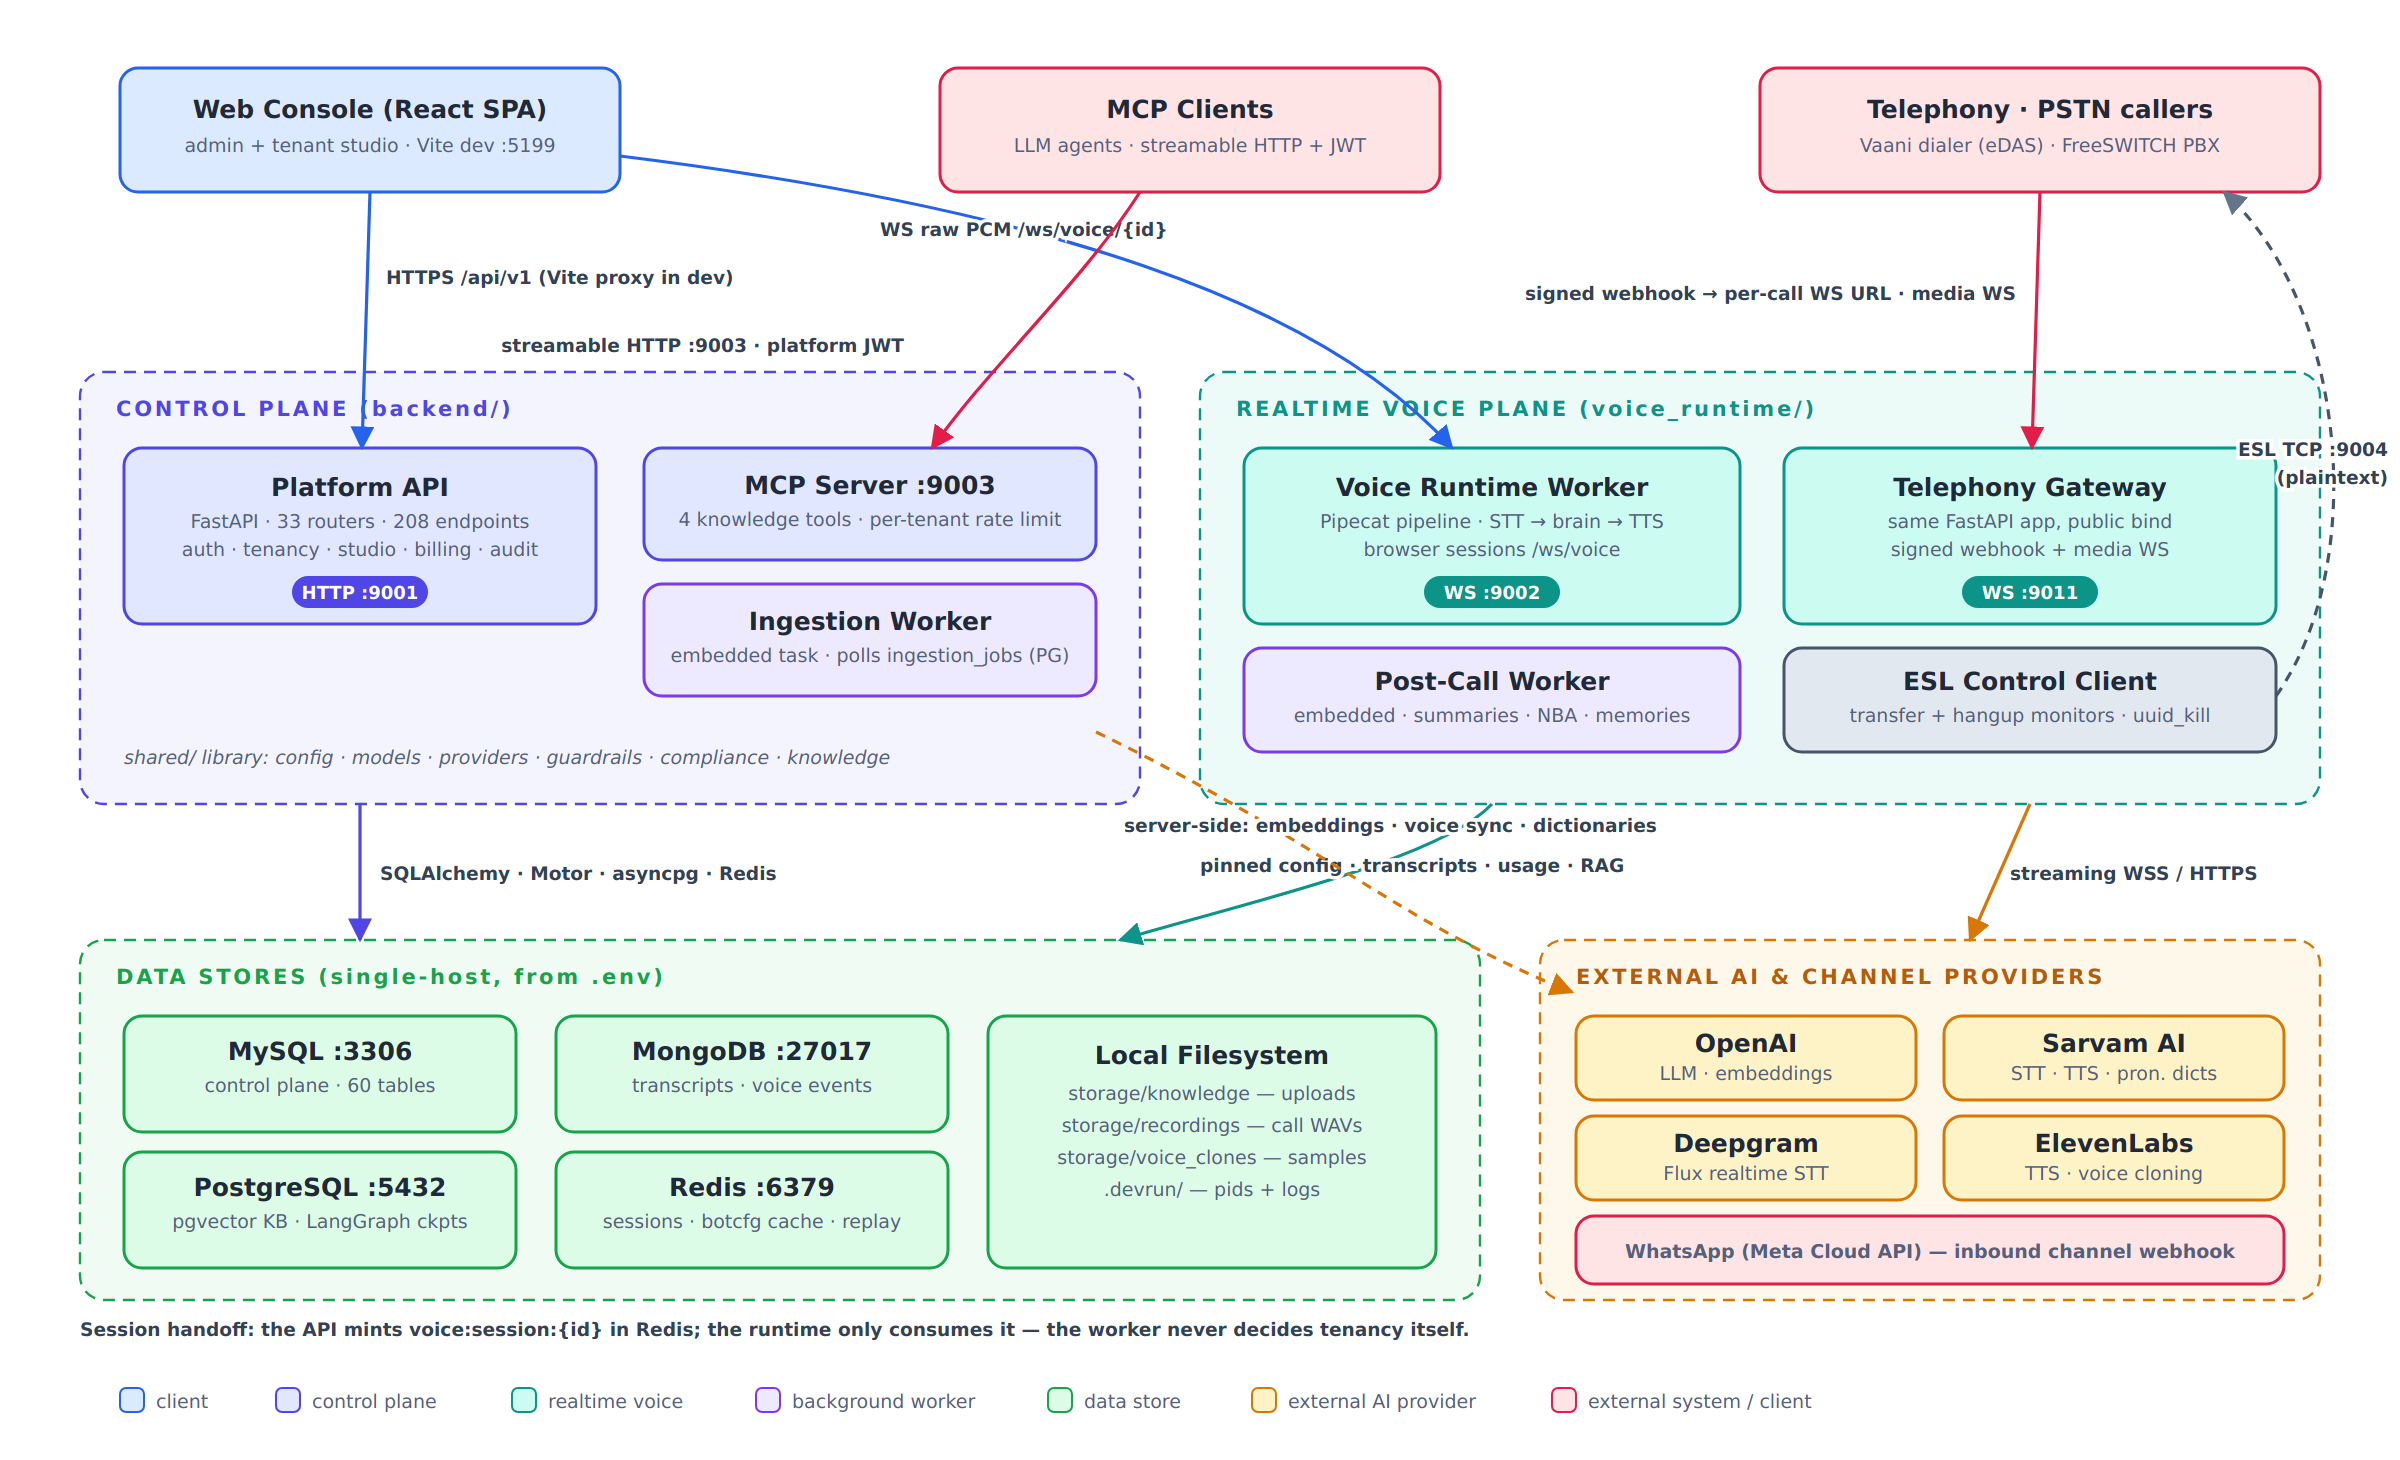 Web Console (React SPA)
admin + tenant studio · Vite dev :5199
MCP Clients
LLM agents · streamable HTTP + JWT
Telephony · PSTN callers
Vaani dialer (eDAS) · FreeSWITCH PBX
WS raw PCM /ws/voice/{id}
HTTPS /api/v1 (Vite proxy in dev)
signed webhook → per-call WS URL · media WS
streamable HTTP :9003 · platform JWT
CONTROL PLANE (backend/)
Platform API
FastAPI · 33 routers · 208 endpoints
auth · tenancy · studio · billing · audit
HTTP :9001
MCP Server :9003
4 knowledge tools · per-tenant rate limit
Ingestion Worker
embedded task · polls ingestion_jobs (PG)
shared/ library: config · models · providers · guardrails · compliance · knowledge
REALTIME VOICE PLANE (voice_runtime/)
Voice Runtime Worker
Pipecat pipeline · STT → brain → TTS
browser sessions /ws/voice
WS :9002
Telephony Gateway
same FastAPI app, public bind
signed webhook + media WS
WS :9011
ESL TCP :9004
(plaintext)
Post-Call Worker
embedded · summaries · NBA · memories
ESL Control Client
transfer + hangup monitors · uuid_kill
server-side: embeddings · voice sync · dictionaries
pinned config · transcripts · usage · RAG
SQLAlchemy · Motor · asyncpg · Redis
streaming WSS / HTTPS
DATA STORES (single-host, from .env)
MySQL :3306
control plane · 60 tables
MongoDB :27017
transcripts · voice events
Local Filesystem
storage/knowledge — uploads
storage/recordings — call WAVs
storage/voice_clones — samples
.devrun/ — pids + logs
PostgreSQL :5432
pgvector KB · LangGraph ckpts
Redis :6379
sessions · botcfg cache · replay
EXTERNAL AI & CHANNEL PROVIDERS
OpenAI
LLM · embeddings
Sarvam AI
STT · TTS · pron. dicts
Deepgram
Flux realtime STT
ElevenLabs
TTS · voice cloning
WhatsApp (Meta Cloud API) — inbound channel webhook
Session handoff: the API mints voice:session:{id} in Redis; the runtime only consumes it — the worker never decides tenancy itself.
client
control plane
realtime voice
background worker
data store
external AI provider
external system / client